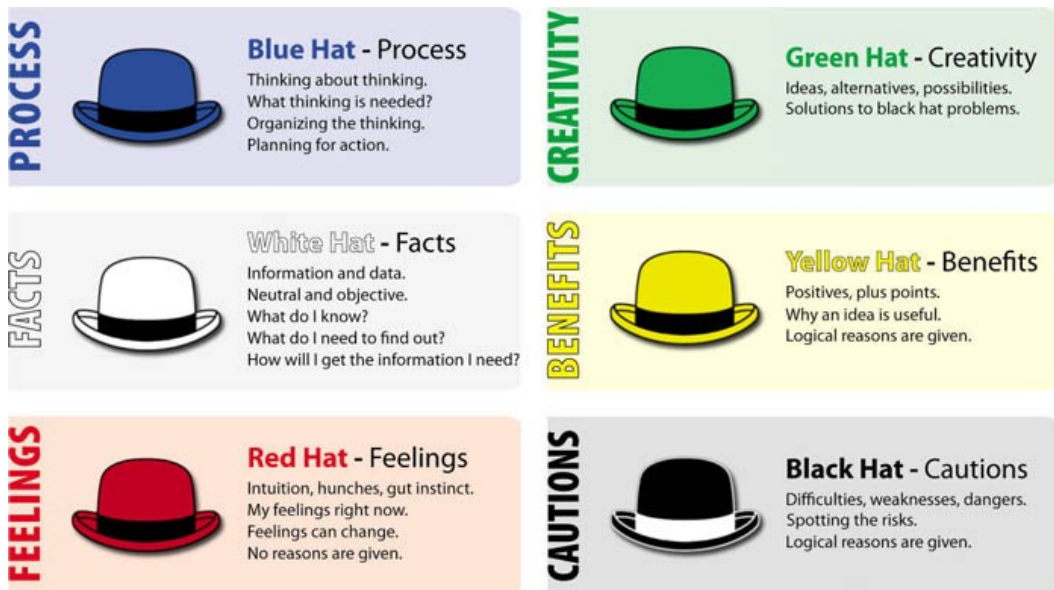 PROCESS
Blue Hat - Process
Thinking about thinking.
What thinking is needed?
Organizing the thinking.
Planning for action.
CREATIVITY
Green Hat - Creativity
Ideas, alternatives, possibilities.
Solutions to black hat problems.
FACTS
White Hat - Facts
Information and data.
Neutral and objective.
What do I know?
What do I need to find out?
How will I get the information I need?
BENEFITS
Yellow Hat - Benefits
Positives, plus points.
Why an idea is useful.
Logical reasons are given.
FEELINGS
Red Hat - Feelings
Intuition, hunches, gut instinct.
My feelings right now.
Feelings can change.
No reasons are given.
CAUTIONS
Black Hat - Cautions
Difficulties, weaknesses, dangers.
Spotting the risks.
Logical reasons are given.